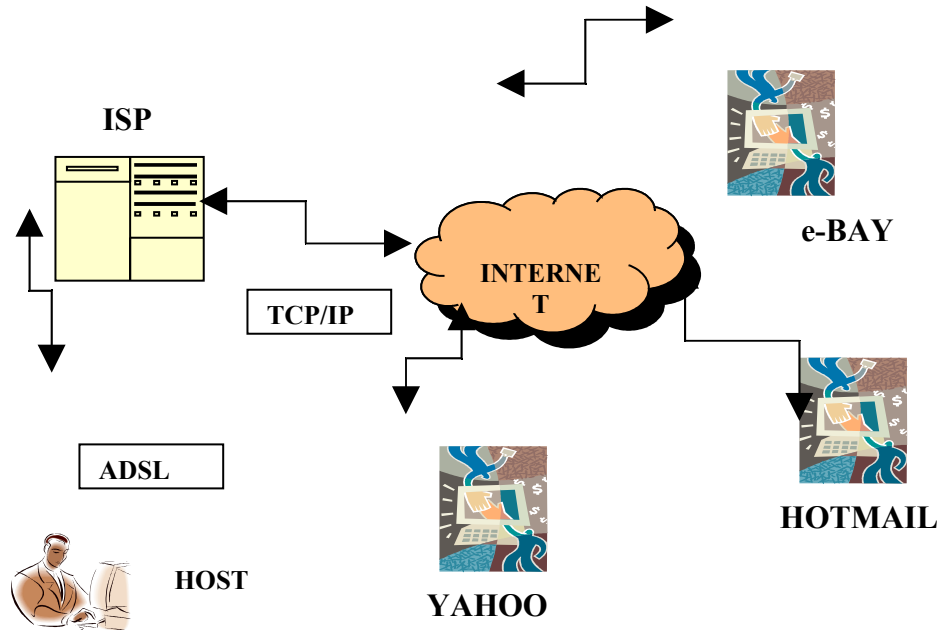 ISP
e-BAY
INTERNE
T
TCP/IP
ADSL
HOTMAIL
HOST
YAHOO